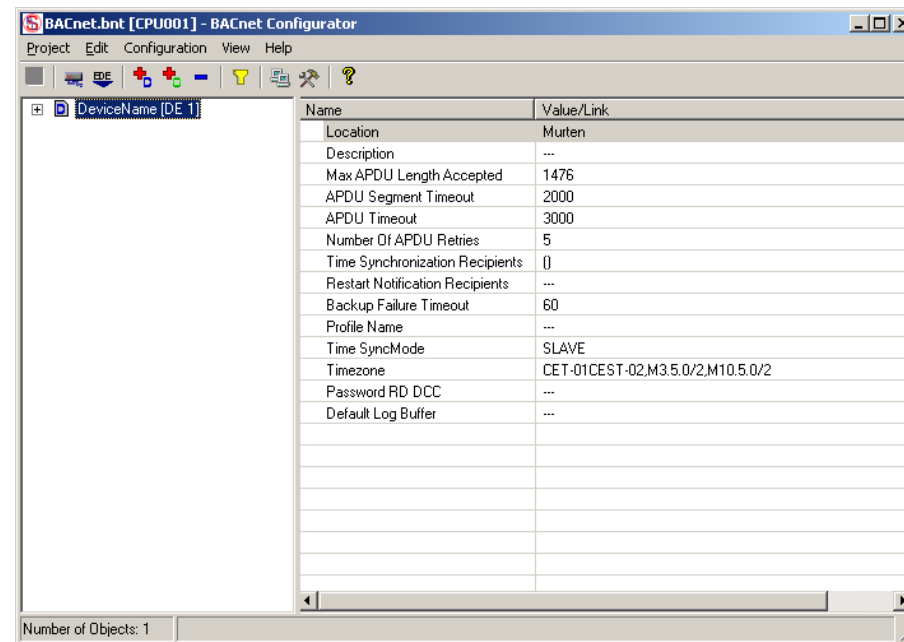 BACnet.bnt [CPU001] - BACnet Configurator
Project Edit Configuration View Help
EDE D O ?
D DeviceName [DE 1]
Name Value/Link
Location Murten
Description ---
Max APDU Length Accepted 1476
APDU Segment Timeout 2000
APDU Timeout 3000
Number Of APDU Retries 5
Time Synchronization Recipients ()
Restart Notification Recipients ---
Backup Failure Timeout 60
Profile Name ---
Time SyncMode SLAVE
Timezone CET-01CEST-02,M3.5.0/2,M10.5.0/2
Password RD DCC ---
Default Log Buffer ---
Number of Objects: 1